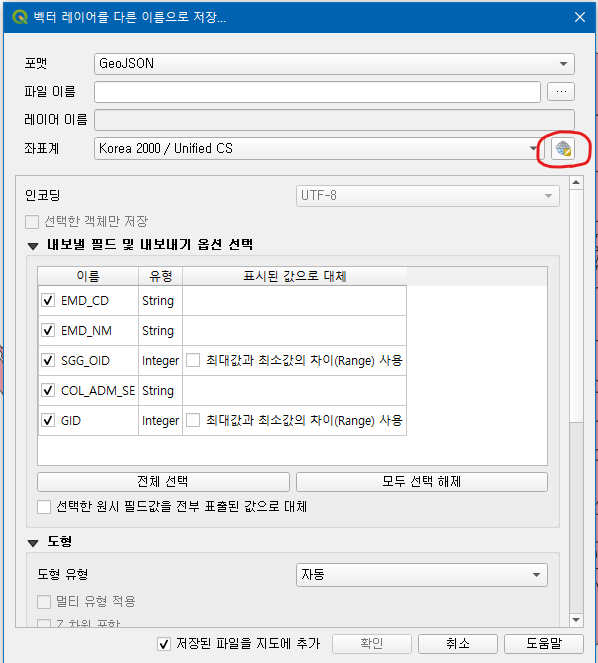 벡터 레이어를 다른 이름으로 저장...
포맷 GeoJSON
파일 이름 ...
레이어 이름
좌표계 Korea 2000 / Unified CS
인코딩 UTF-8
선택한 객체만 저장
내보낼 필드 및 내보내기 옵션 선택
이름 유형 표시된 값으로 대체
EMD_CD String
EMD_NM String
SGG_OID Integer 최대값과 최소값의 차이(Range) 사용
COL_ADM_SE String
GID Integer 최대값과 최소값의 차이(Range) 사용
전체 선택 모두 선택 해제
선택한 원시 필드값을 전부 표출된 값으로 대체
도형
도형 유형 자동
멀티 유형 적용
Z 차원 포함
저장된 파일을 지도에 추가 확인 취소 도움말